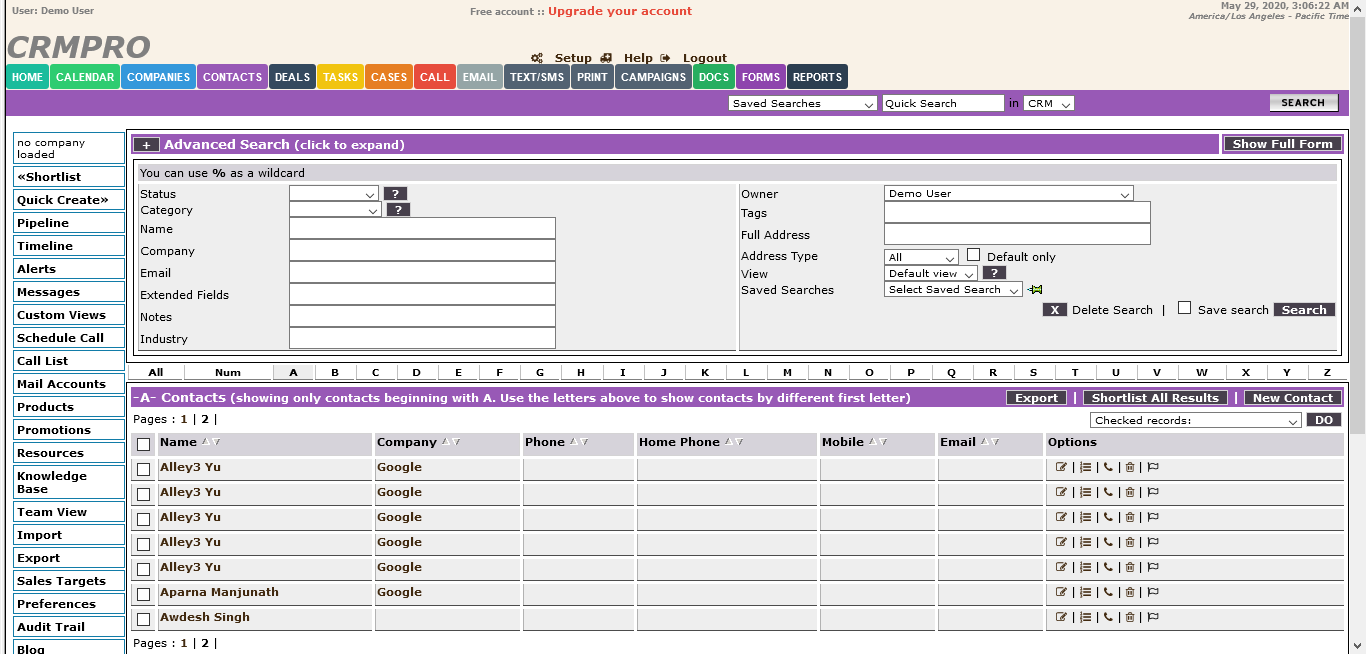 User: Demo User
Free account :: Upgrade your account
May 29, 2020, 3:06:22 AM
America/Los Angeles - Pacific Time
CRMPRO
Setup Help Logout
HOME CALENDAR COMPANIES CONTACTS DEALS TASKS CASES CALL EMAIL TEXT/SMS PRINT CAMPAIGNS DOCS FORMS REPORTS
Saved Searches Quick Search in CRM SEARCH
no company
loaded
«Shortlist
Quick Create»
Pipeline
Timeline
Alerts
Messages
Custom Views
Schedule Call
Call List
Mail Accounts
Products
Promotions
Resources
Knowledge
Base
Team View
Import
Export
Sales Targets
Preferences
Audit Trail
Blog
+ Advanced Search (click to expand) Show Full Form
You can use % as a wildcard
Status ?
Category ?
Name
Company
Email
Extended Fields
Notes
Industry
Owner Demo User
Tags
Full Address
Address Type All Default only
View Default view ?
Saved Searches Select Saved Search
X Delete Search | Save search Search
All Num A B C D E F G H I J K L M N O P Q R S T U V W X Y Z
-A- Contacts (showing only contacts beginning with A. Use the letters above to show contacts by different first letter) Export | Shortlist All Results | New Contact
Pages : 1 | 2 |
Checked records: DO
Name Company Phone Home Phone Mobile Email Options
Alley3 Yu Google | | | |
Alley3 Yu Google | | | |
Alley3 Yu Google | | | |
Alley3 Yu Google | | | |
Alley3 Yu Google | | | |
Aparna Manjunath Google | | | |
Awdesh Singh | | | |
Pages : 1 | 2 |